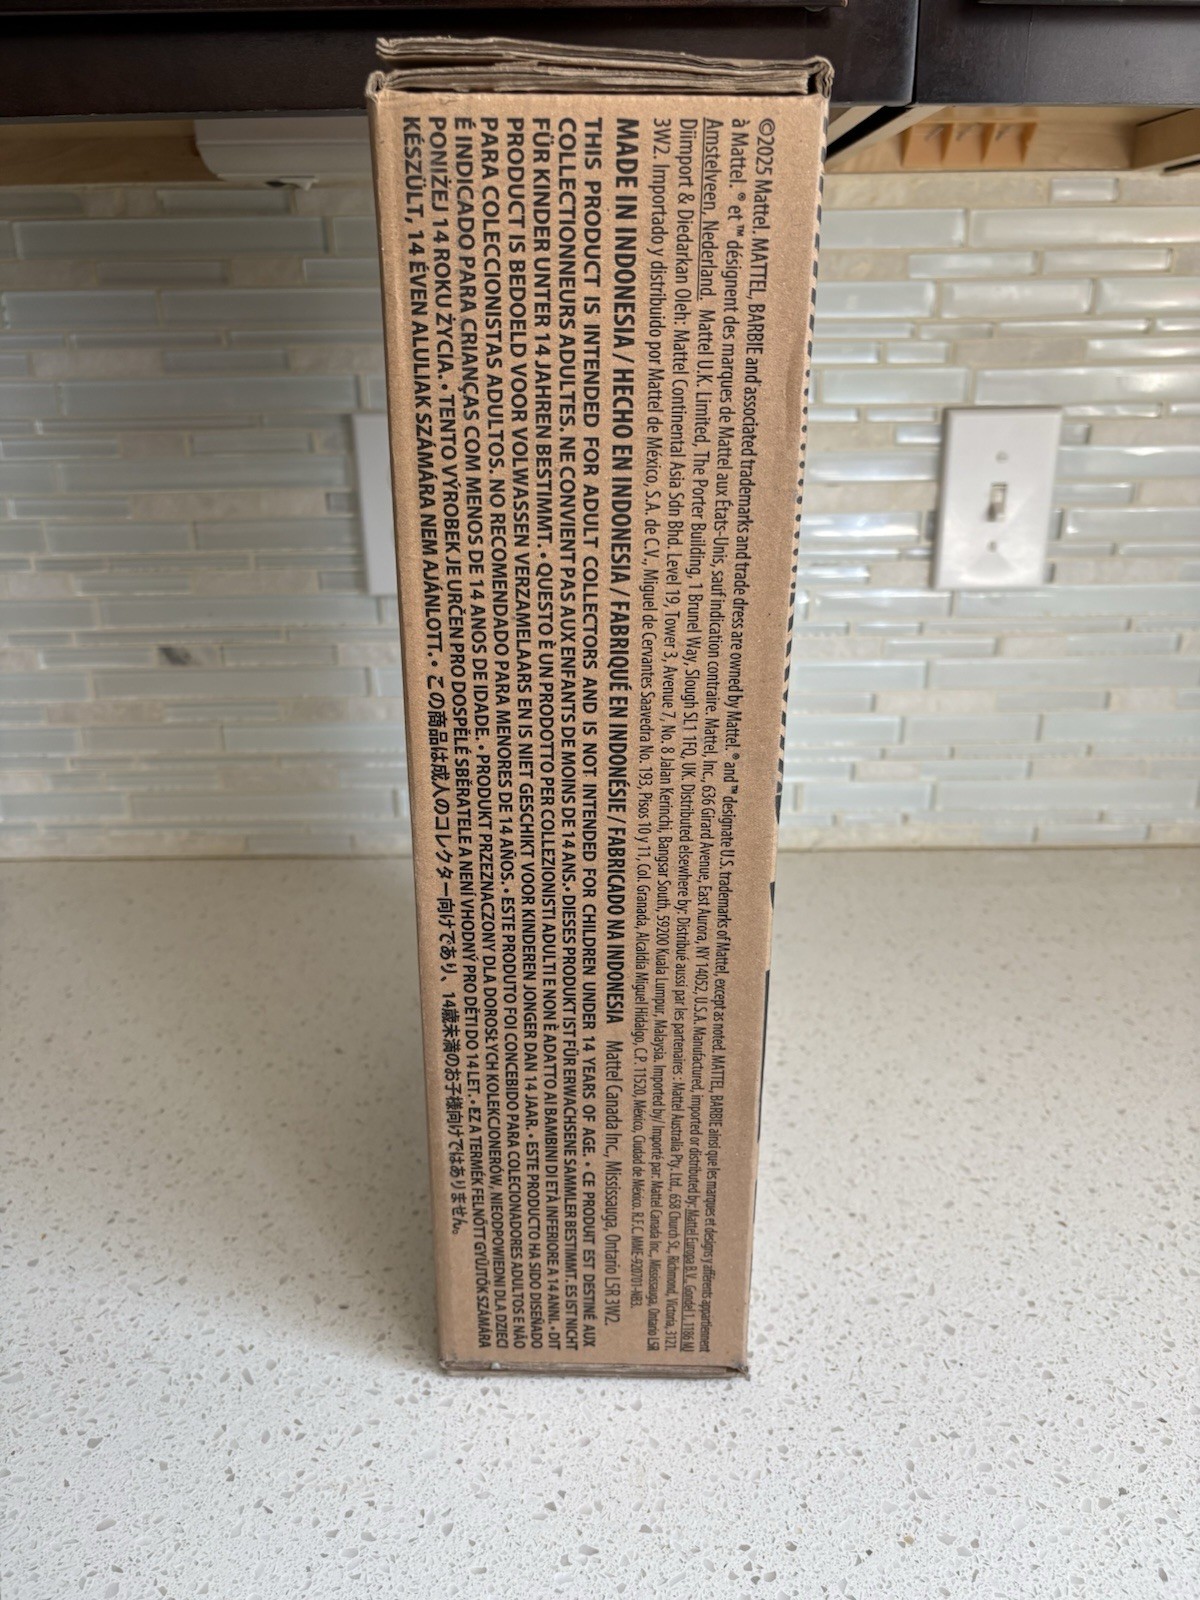 ©2025 Mattel. MATTEL, BARBIE and associated trademarks and trade dress are owned by Mattel. ® and ™ designate U.S. trademarks of Mattel, except as noted. MATTEL, BARBIE ainsi que les marques et designs y afférents appartiennent
à Mattel. ® et ™ désignent des marques de Mattel aux États-Unis, sauf indication contraire. Mattel, Inc., 636 Girard Avenue, East Aurora, NY 14052, U.S.A. Manufactured, imported or distributed by: Mattel Europa B.V., Gondel 1, 1186 MJ
Amstelveen, Nederland. Mattel U.K. Limited, The Porter Building, 1 Brunel Way, Slough SL1 1FQ, UK. Distributed elsewhere by: Distribué aussi par les partenaires : Mattel Australia Pty. Ltd., 658 Church St., Richmond, Victoria, 3121.
Diimport & Diedarkan Oleh: Mattel Continental Asia Sdn Bhd. Level 19, Tower 3, Avenue 7, No. 8 Jalan Kerinchi, Bangsar South, 59200 Kuala Lumpur, Malaysia. Imported by/ Importé par: Mattel Canada Inc., Mississauga, Ontario L5R
3W2. Importado y distribuido por Mattel de México, S.A. de C.V., Miguel de Cervantes Saavedra No. 193, Pisos 10 y 11, Col. Granada, Alcaldía Miguel Hidalgo, C.P. 11520, México, Ciudad de México. R.F.C. MME-920701-NB3.
MADE IN INDONESIA / HECHO EN INDONESIA / FABRIQUÉ EN INDONÉSIE / FABRICADO NA INDONESIA Mattel Canada Inc., Mississauga, Ontario L5R 3W2.
THIS PRODUCT IS INTENDED FOR ADULT COLLECTORS AND IS NOT INTENDED FOR CHILDREN UNDER 14 YEARS OF AGE. • CE PRODUIT EST DESTINÉ AUX
COLLECTIONNEURS ADULTES. NE CONVIENT PAS AUX ENFANTS DE MOINS DE 14 ANS. • DIESES PRODUKT IST FÜR ERWACHSENE SAMMLER BESTIMMT. ES IST NICHT
FÜR KINDER UNTER 14 JAHREN BESTIMMT. • QUESTO È UN PRODOTTO PER COLLEZIONISTI ADULTI E NON È ADATTO AI BAMBINI DI ETÀ INFERIORE A 14 ANNI. • DIT
PRODUCT IS BEDOELD VOOR VOLWASSEN VERZAMELAARS EN IS NIET GESCHIKT VOOR KINDEREN JONGER DAN 14 JAAR. • ESTE PRODUCTO HA SIDO DISEÑADO
PARA COLECCIONISTAS ADULTOS. NO RECOMENDADO PARA MENORES DE 14 AÑOS. • ESTE PRODUTO FOI CONCEBIDO PARA COLECIONADORES ADULTOS E NÃO
É INDICADO PARA CRIANÇAS COM MENOS DE 14 ANOS DE IDADE. • PRODUKT PRZEZNACZONY DLA DOROSŁYCH KOLEKCJONERÓW, NIEODPOWIEDNI DLA DZIECI
PONIŻEJ 14 ROKU ŻYCIA. • TENTO VÝROBEK JE URČEN PRO DOSPĚLÉ SBĚRATELE A NENÍ VHODNÝ PRO DĚTI DO 14 LET. • EZ A TERMÉK FELNŐTT GYŰJTŐK SZÁMÁRA
KÉSZÜLT, 14 ÉVEN ALULIAK SZÁMÁRA NEM AJÁNLOTT. • この商品は成人のコレクター向けであり、14歳未満のお子様向けではありません。